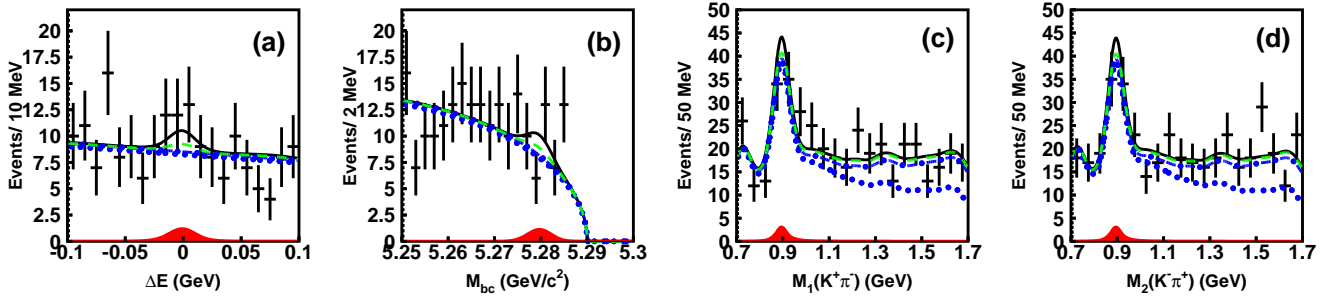 Events/ 10 MeV
20
17.5
15
12.5
10
7.5
5
2.5
0
(a)
-0.1 -0.05 0 0.05 0.1
ΔE (GeV)
Events/ 2 MeV
20
17.5
15
12.5
10
7.5
5
2.5
0
(b)
5.25 5.26 5.27 5.28 5.29 5.3
M_bc (GeV/c²)
Events/ 50 MeV
50
45
40
35
30
25
20
15
10
5
0
(c)
0.7 0.9 1.1 1.3 1.5 1.7
M₁(K⁺π⁻) (GeV)
Events/ 50 MeV
50
45
40
35
30
25
20
15
10
5
0
(d)
0.7 0.9 1.1 1.3 1.5 1.7
M₂(K⁻π⁺) (GeV)